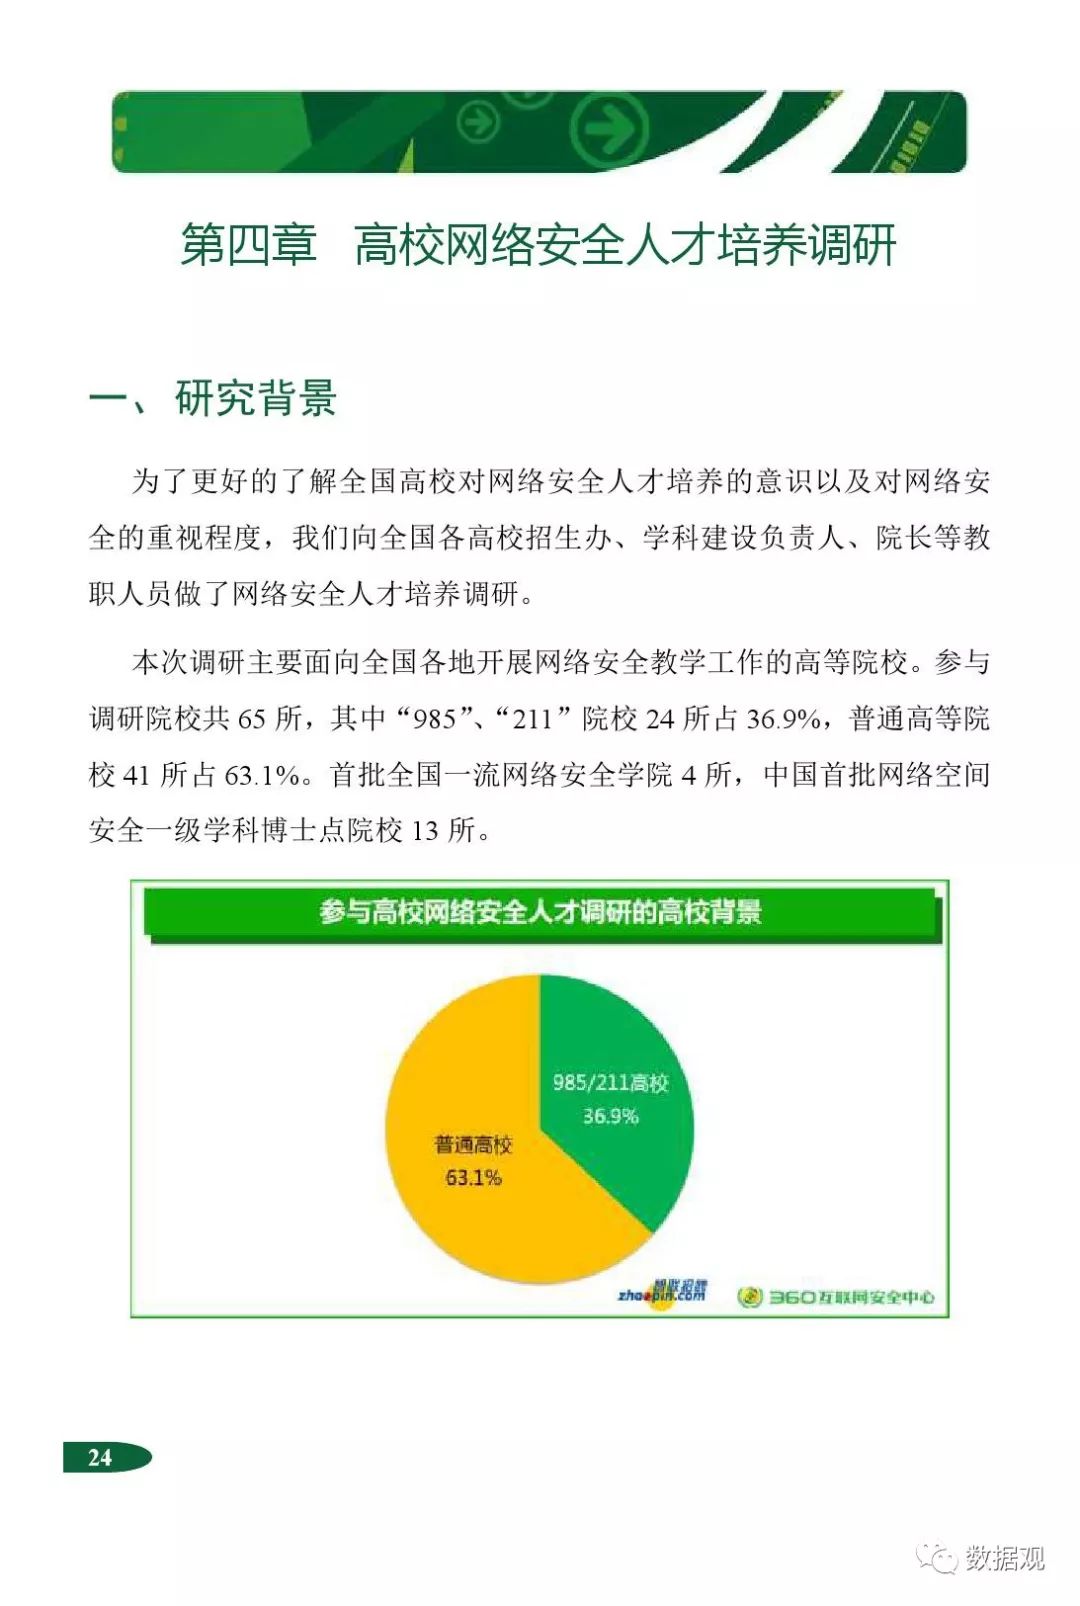 第四章 高校网络安全人才培养调研
一、研究背景
为了更好的了解全国高校对网络安全人才培养的意识以及对网络安
全的重视程度，我们向全国各高校招生办、学科建设负责人、院长等教
职人员做了网络安全人才培养调研。
本次调研主要面向全国各地开展网络安全教学工作的高等院校。参与
调研院校共 65 所，其中“985”、“211”院校 24 所占 36.9%，普通高等院
校 41 所占 63.1%。首批全国一流网络安全学院 4 所，中国首批网络空间
安全一级学科博士点院校 13 所。
参与高校网络安全人才调研的高校背景
985/211高校
36.9%
普通高校
63.1%
智联招聘
zhaopin.com
360互联网安全中心
24
数据观